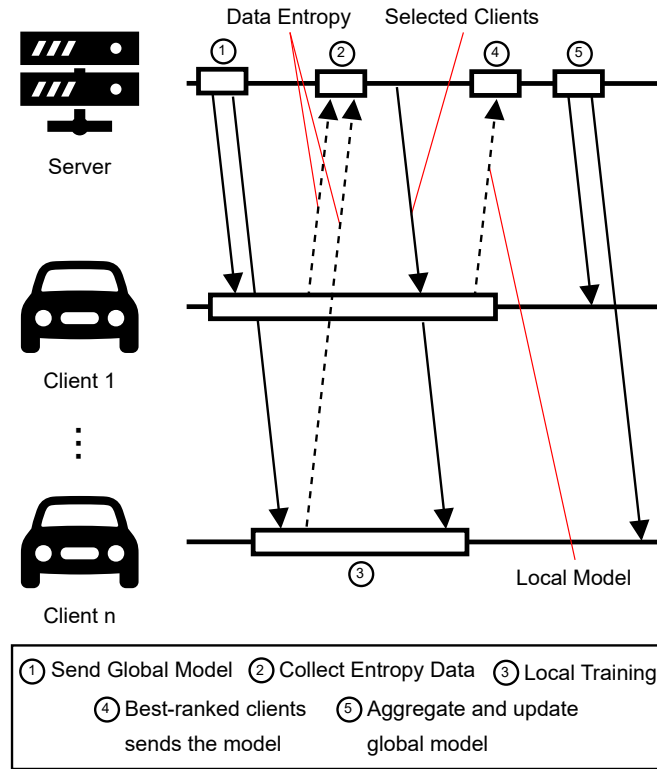 Data Entropy
Selected Clients
1
2
4
5
Server
Client 1
Client n
3
Local Model
1 Send Global Model 2 Collect Entropy Data 3 Local Training
4 Best-ranked clients
sends the model
5 Aggregate and update
global model